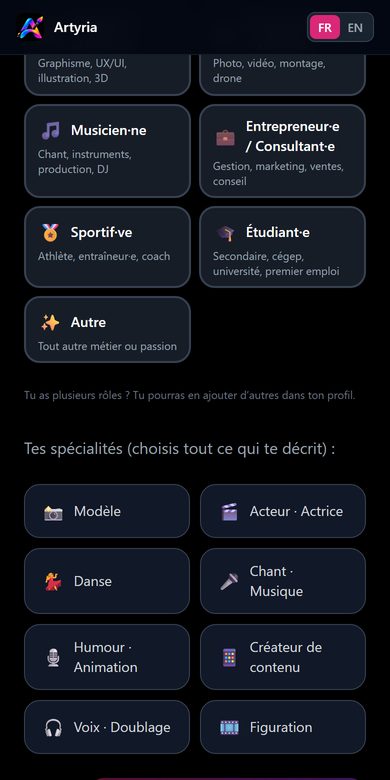 Artyria
FR EN
Graphisme, UX/UI,
illustration, 3D
Photo, vidéo, montage,
drone
Musicien·ne
Chant, instruments,
production, DJ
Entrepreneur·e
/ Consultant·e
Gestion, marketing, ventes,
conseil
Sportif·ve
Athlète, entraîneur·e, coach
Étudiant·e
Secondaire, cégep,
université, premier emploi
Autre
Tout autre métier ou passion
Tu as plusieurs rôles ? Tu pourras en ajouter d'autres dans ton profil.
Tes spécialités (choisis tout ce qui te décrit) :
Modèle
Acteur · Actrice
Danse
Chant ·
Musique
Humour ·
Animation
Créateur de
contenu
Voix · Doublage
Figuration